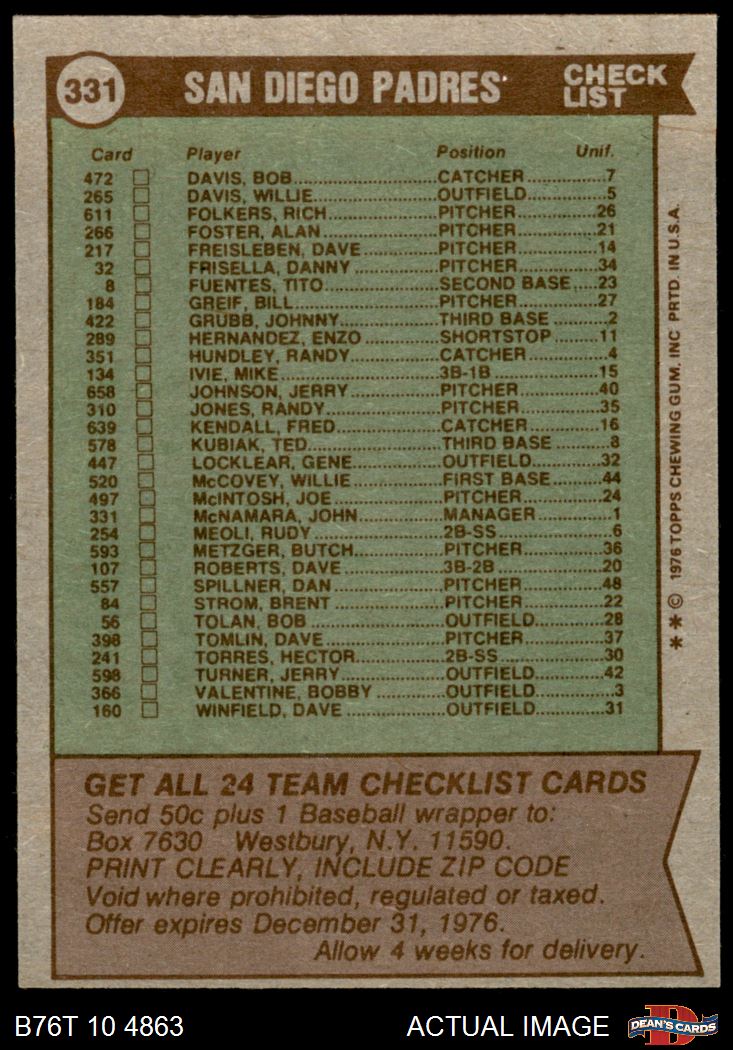 331 SAN DIEGO PADRES CHECK LIST
Card Player Position Unif.
472 DAVIS, BOB CATCHER 7
265 DAVIS, WILLIE OUTFIELD 5
611 FOLKERS, RICH PITCHER 26
266 FOSTER, ALAN PITCHER 21
217 FREISLEBEN, DAVE PITCHER 14
32 FRISELLA, DANNY PITCHER 34
8 FUENTES, TITO SECOND BASE 23
184 GREIF, BILL PITCHER 27
422 GRUBB, JOHNNY THIRD BASE 2
289 HERNANDEZ, ENZO SHORTSTOP 11
351 HUNDLEY, RANDY CATCHER 4
134 IVIE, MIKE 3B-1B 15
658 JOHNSON, JERRY PITCHER 40
310 JONES, RANDY PITCHER 35
639 KENDALL, FRED CATCHER 16
578 KUBIAK, TED THIRD BASE 8
447 LOCKLEAR, GENE OUTFIELD 32
520 McCOVEY, WILLIE FIRST BASE 44
497 McINTOSH, JOE PITCHER 24
331 McNAMARA, JOHN MANAGER 1
254 MEOLI, RUDY 2B-SS 6
593 METZGER, BUTCH PITCHER 36
107 ROBERTS, DAVE 3B-2B 20
557 SPILLNER, DAN PITCHER 48
84 STROM, BRENT PITCHER 22
56 TOLAN, BOB OUTFIELD 28
398 TOMLIN, DAVE PITCHER 37
241 TORRES, HECTOR 2B-SS 30
598 TURNER, JERRY OUTFIELD 42
366 VALENTINE, BOBBY OUTFIELD 3
160 WINFIELD, DAVE OUTFIELD 31
** © 1976 TOPPS CHEWING GUM, INC PRTD. IN U.S.A.
GET ALL 24 TEAM CHECKLIST CARDS
Send 50c plus 1 Baseball wrapper to:
Box 7630 Westbury, N.Y. 11590.
PRINT CLEARLY, INCLUDE ZIP CODE
Void where prohibited, regulated or taxed.
Offer expires December 31, 1976.
Allow 4 weeks for delivery.
B76T 10 4863 ACTUAL IMAGE D DEAN'S CARDS